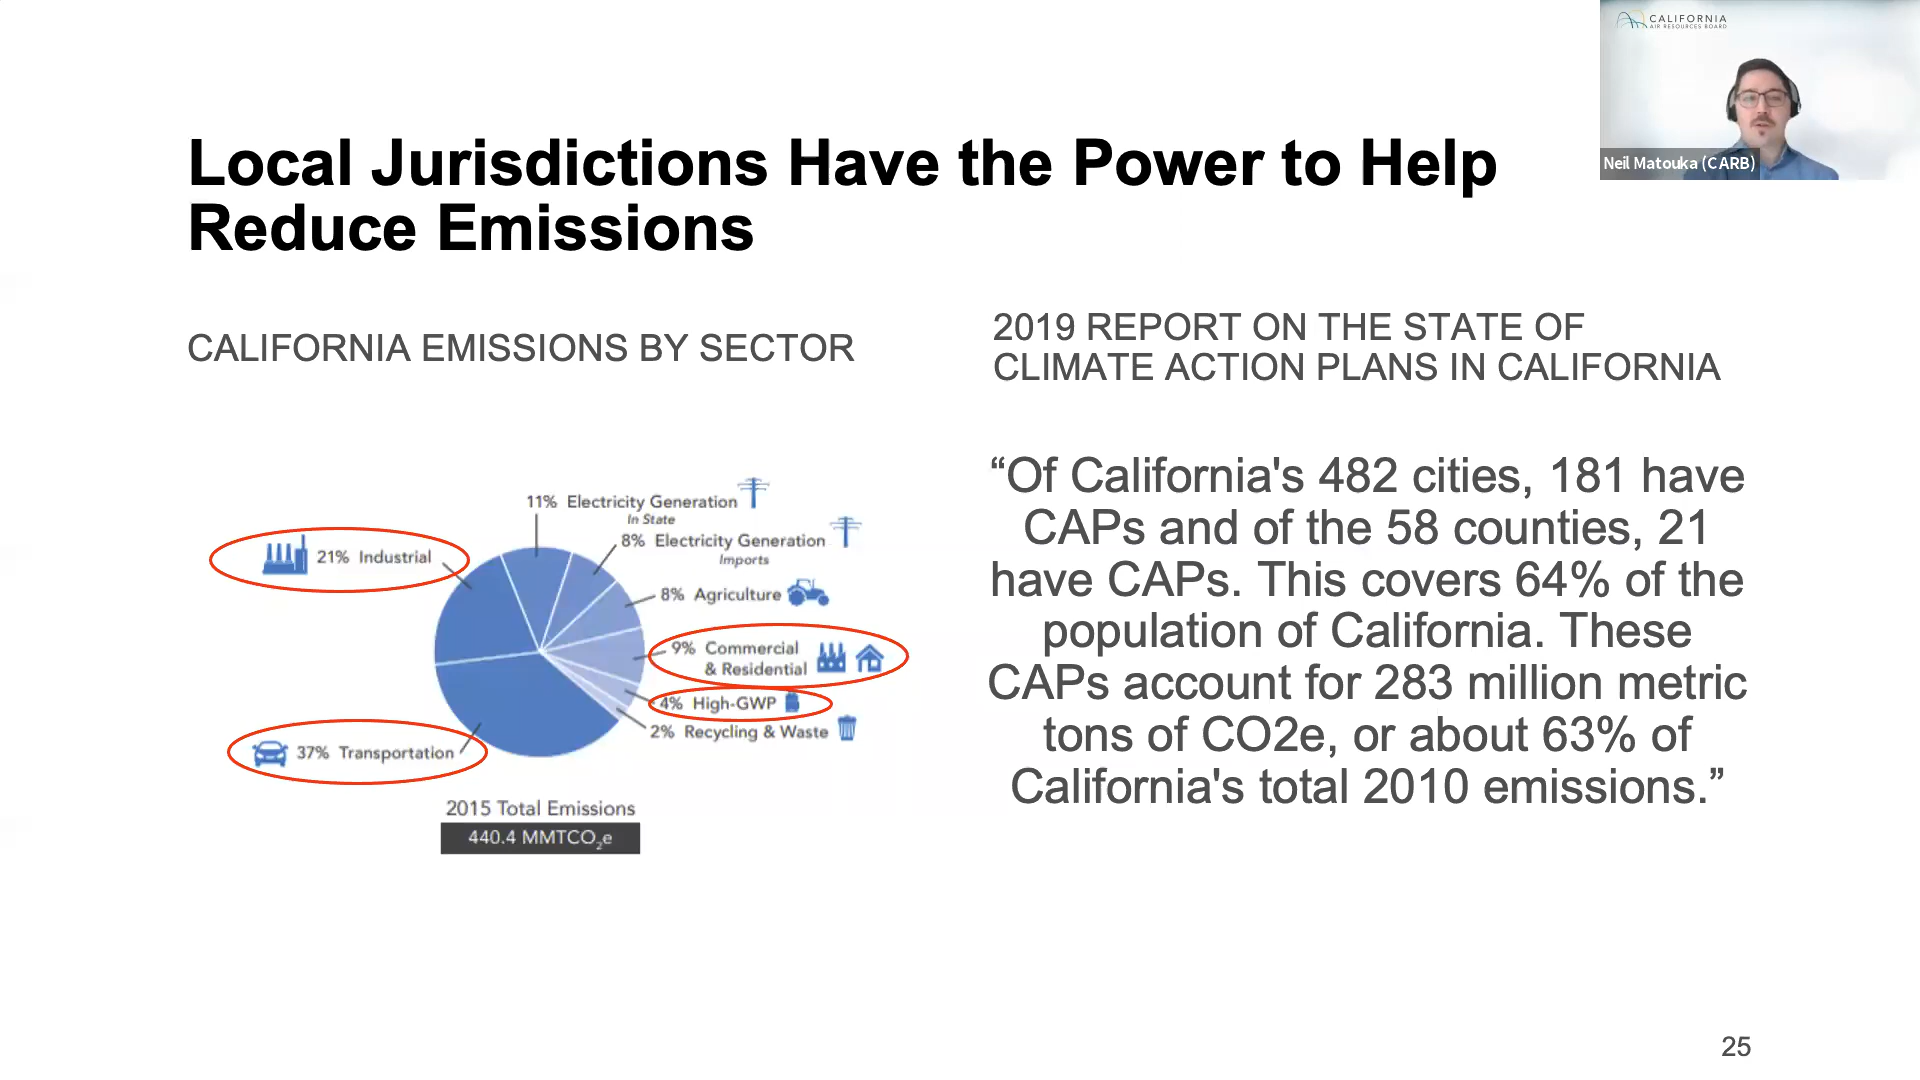 CALIFORNIA
AIR RESOURCES BOARD
Neil Matouka (CARB)
Local Jurisdictions Have the Power to Help
Reduce Emissions
CALIFORNIA EMISSIONS BY SECTOR
11% Electricity Generation
In State
8% Electricity Generation
Imports
21% Industrial
8% Agriculture
9% Commercial
& Residential
4% High-GWP
2% Recycling & Waste
37% Transportation
2015 Total Emissions
440.4 MMTCO₂e
2019 REPORT ON THE STATE OF
CLIMATE ACTION PLANS IN CALIFORNIA
“Of California's 482 cities, 181 have
CAPs and of the 58 counties, 21
have CAPs. This covers 64% of the
population of California. These
CAPs account for 283 million metric
tons of CO2e, or about 63% of
California's total 2010 emissions.”
25